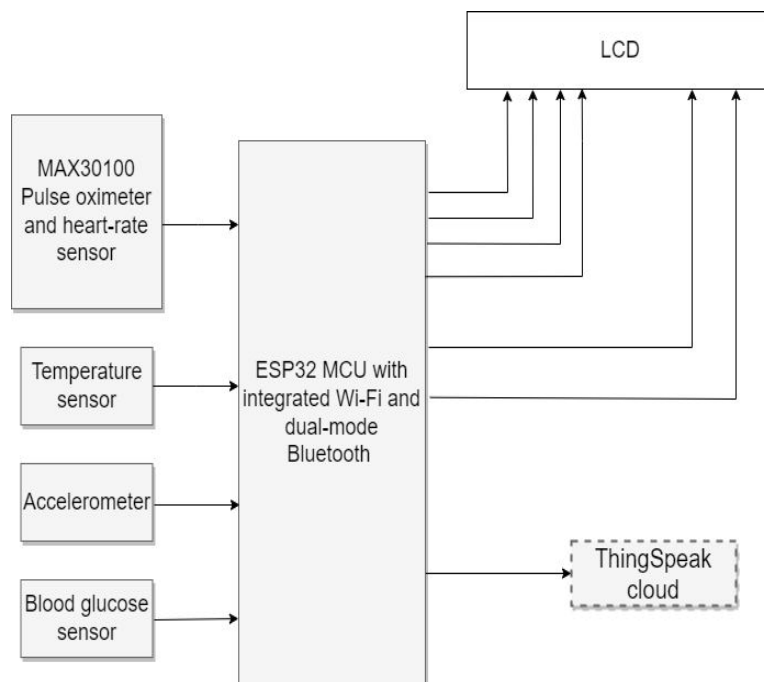 LCD
MAX30100
Pulse oximeter
and heart-rate
sensor
Temperature
sensor
ESP32 MCU with
integrated Wi-Fi and
dual-mode
Bluetooth
Accelerometer
Blood glucose
sensor
ThingSpeak
cloud